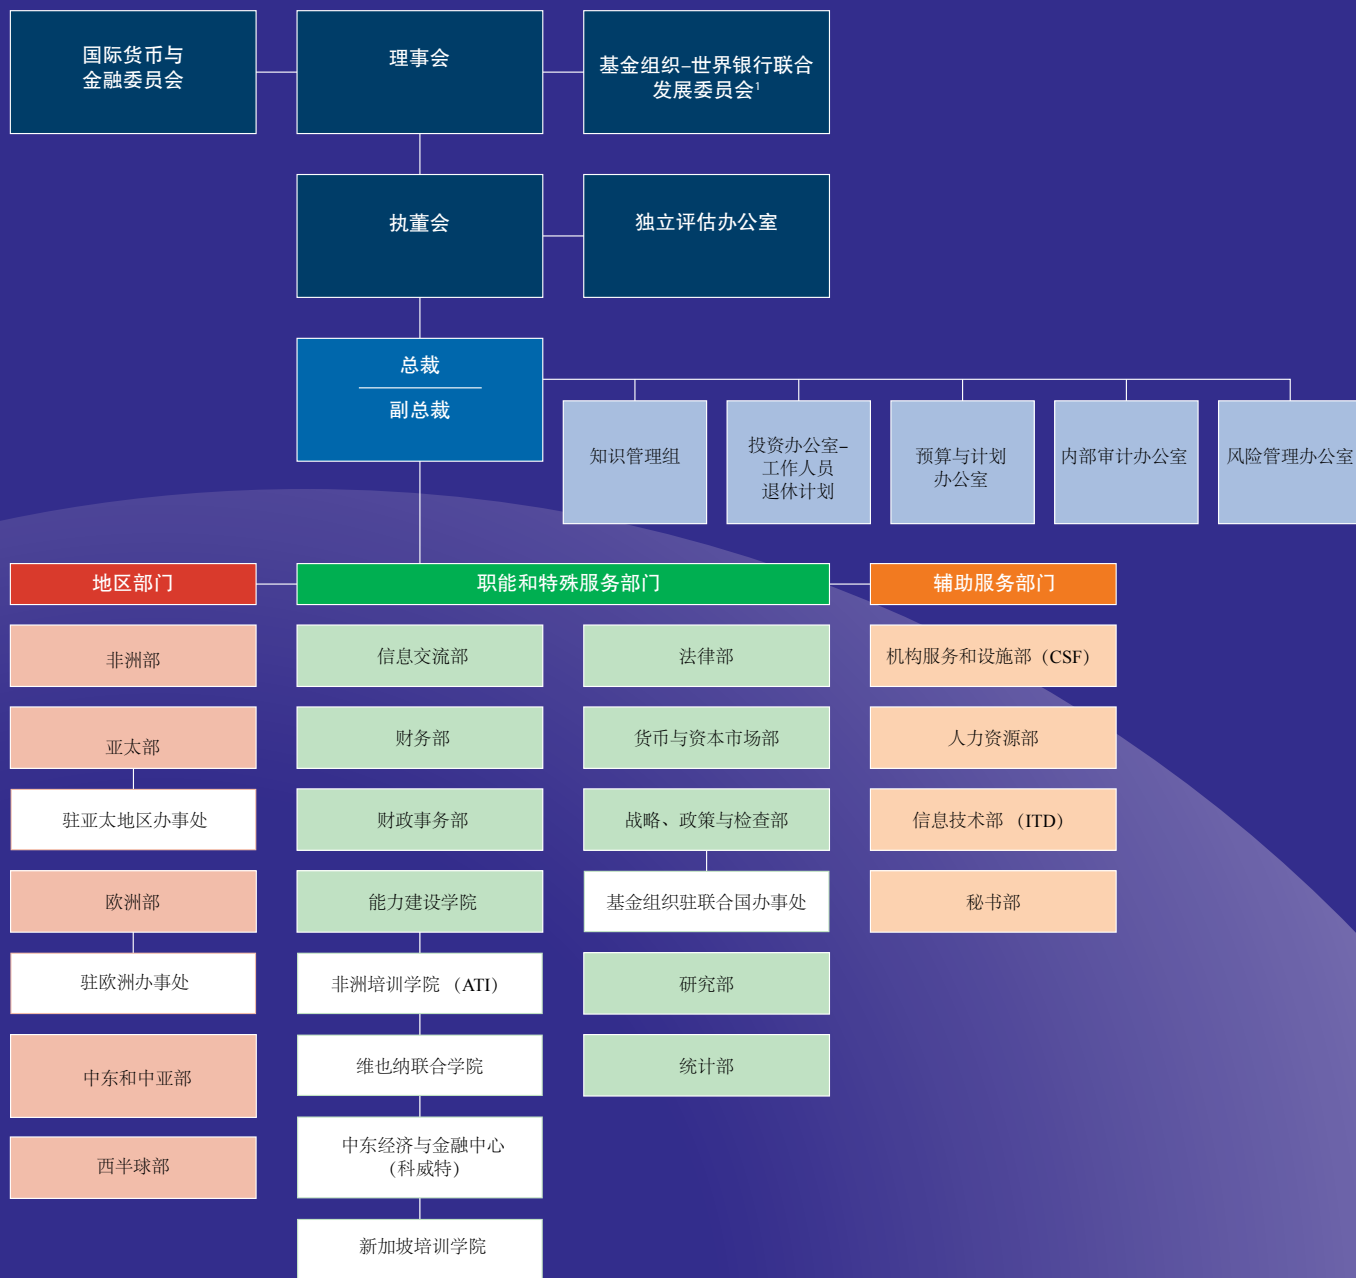 国际货币与
金融委员会
理事会
基金组织–世界银行联合
发展委员会¹
执董会
独立评估办公室
总裁
副总裁
知识管理组
投资办公室–
工作人员
退休计划
预算与计划
办公室
内部审计办公室
风险管理办公室
地区部门
职能和特殊服务部门
辅助服务部门
非洲部
亚太部
驻亚太地区办事处
欧洲部
驻欧洲办事处
中东和中亚部
西半球部
信息交流部
财务部
财政事务部
能力建设学院
非洲培训学院 （ATI）
维也纳联合学院
中东经济与金融中心
（科威特）
新加坡培训学院
法律部
货币与资本市场部
战略、政策与检查部
基金组织驻联合国办事处
研究部
统计部
机构服务和设施部（CSF）
人力资源部
信息技术部 （ITD）
秘书部